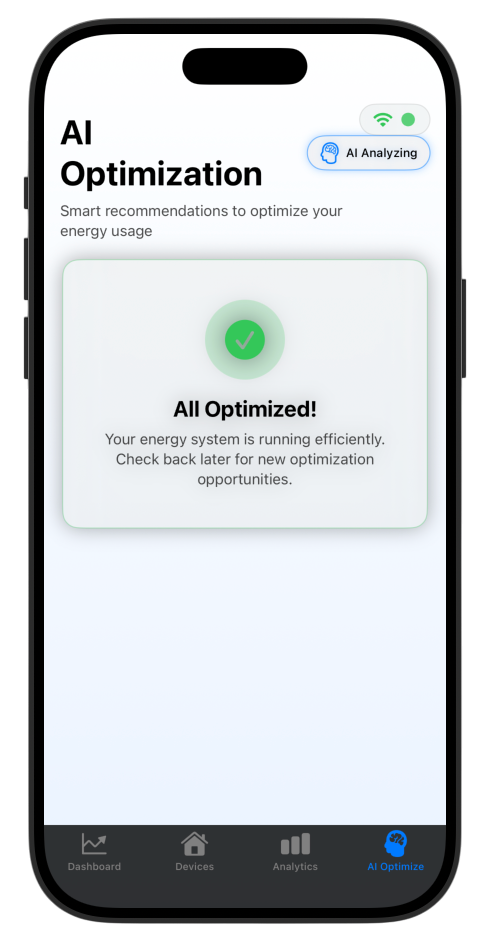 AI
Optimization
AI Analyzing
Smart recommendations to optimize your
energy usage
All Optimized!
Your energy system is running efficiently.
Check back later for new optimization
opportunities.
Dashboard
Devices
Analytics
AI Optimize